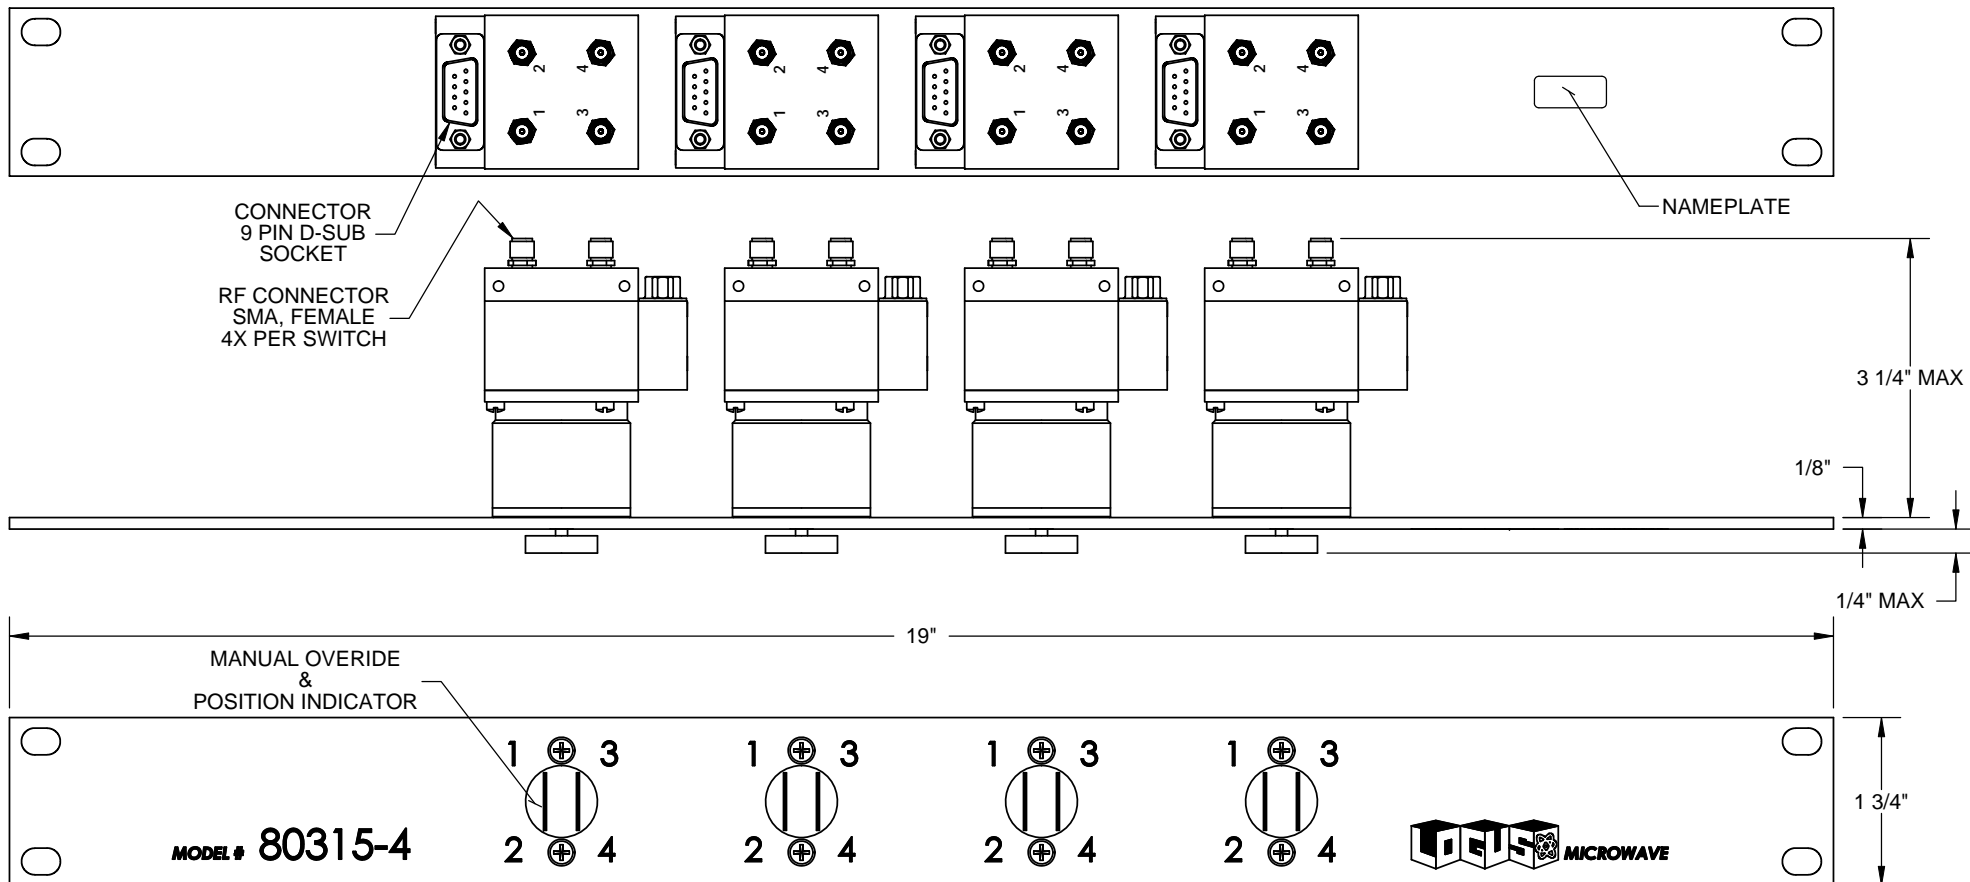 2 4 2 4 2 4 2 4
1 3 1 3 1 3 1 3
CONNECTOR
9 PIN D-SUB
SOCKET
NAMEPLATE
RF CONNECTOR
SMA, FEMALE
4X PER SWITCH
3 1/4" MAX
1/8"
1/4" MAX
19"
MANUAL OVERIDE
&
POSITION INDICATOR
1 3 1 3 1 3 1 3
1 3/4"
MODEL # 80315-4
2 4 2 4 2 4 2 4
LOCUS MICROWAVE